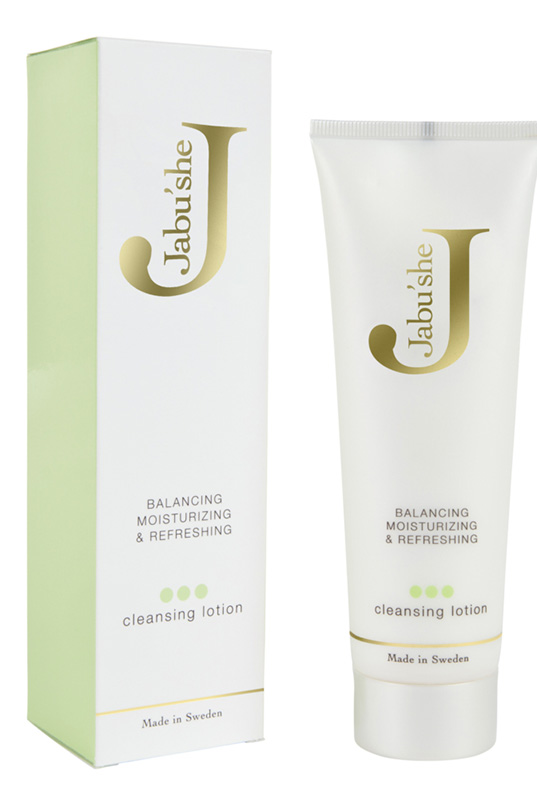 J
Jabu'she
BALANCING
MOISTURIZING
& REFRESHING
cleansing lotion
Made in Sweden
J
Jabu'she
BALANCING
MOISTURIZING
& REFRESHING
cleansing lotion
Made in Sweden